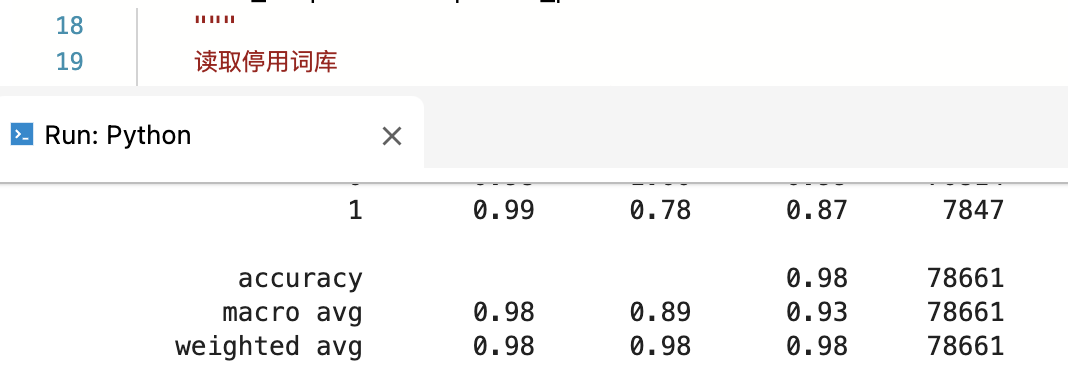 18 """
19 读取停用词库
Run: Python
1 0.99 0.78 0.87 7847
accuracy 0.98 78661
macro avg 0.98 0.89 0.93 78661
weighted avg 0.98 0.98 0.98 78661